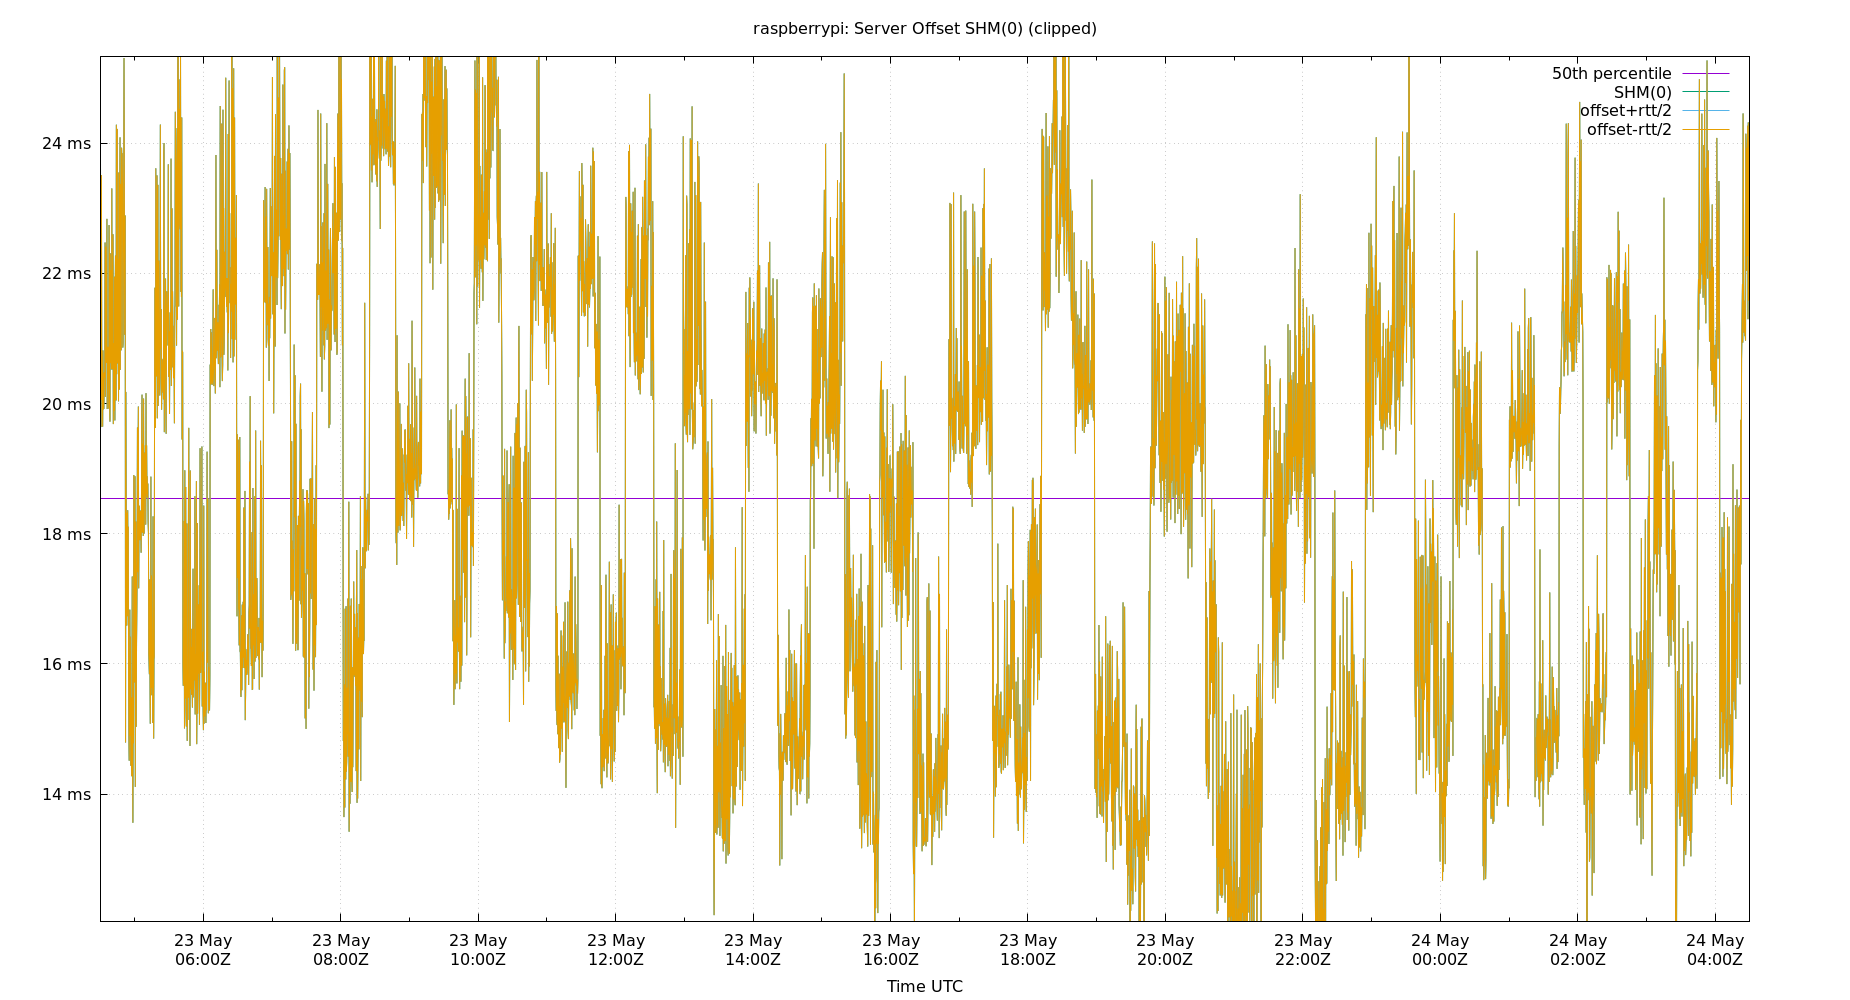 raspberrypi: Server Offset SHM(0) (clipped)
50th percentile
SHM(0)
offset+rtt/2
offset-rtt/2
24 ms
22 ms
20 ms
18 ms
16 ms
14 ms
23 May 23 May 23 May 23 May 23 May 23 May 23 May 23 May 23 May 24 May 24 May 24 May
06:00Z 08:00Z 10:00Z 12:00Z 14:00Z 16:00Z 18:00Z 20:00Z 22:00Z 00:00Z 02:00Z 04:00Z
Time UTC